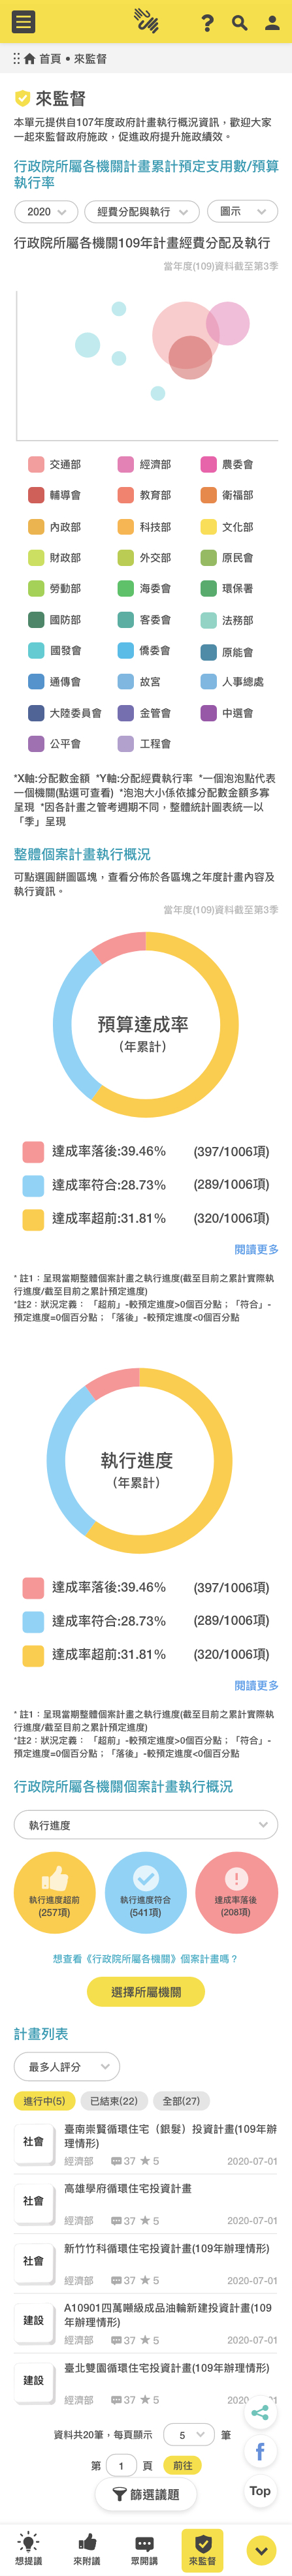 首頁 • 來監督
來監督
本單元提供自107年度政府計畫執行概況資訊，歡迎大家
一起來監督政府施政，促進政府提升施政績效。
行政院所屬各機關計畫累計預定支用數/預算
執行率
2020
經費分配與執行
圖示
行政院所屬各機關109年計畫經費分配及執行
當年度(109)資料截至第3季
交通部 經濟部 農委會
輔導會 教育部 衛福部
內政部 科技部 文化部
財政部 外交部 原民會
勞動部 海委會 環保署
國防部 客委會 法務部
國發會 僑委會 原能會
通傳會 故宮 人事總處
大陸委員會 金管會 中選會
公平會 工程會
*X軸:分配數金額 *Y軸:分配經費執行率 *一個泡泡點代表
一個機關(點選可查看) *泡泡大小係依據分配數金額多寡
呈現 *因各計畫之管考週期不同，整體統計圖表統一以
「季」呈現
整體個案計畫執行概況
可點選圓餅圖區塊，查看分佈於各區塊之年度計畫內容及
執行資訊。
當年度(109)資料截至第3季
預算達成率
（年累計）
達成率落後:39.46% (397/1006項)
達成率符合:28.73% (289/1006項)
達成率超前:31.81% (320/1006項)
閱讀更多
* 註1：呈現當期整體個案計畫之執行進度(截至目前之累計實際執
行進度/截至目前之累計預定進度)
*註2：狀況定義：「超前」-較預定進度>0個百分點；「符合」-
預定進度=0個百分點；「落後」-較預定進度<0個百分點
執行進度
（年累計）
達成率落後:39.46% (397/1006項)
達成率符合:28.73% (289/1006項)
達成率超前:31.81% (320/1006項)
閱讀更多
* 註1：呈現當期整體個案計畫之執行進度(截至目前之累計實際執
行進度/截至目前之累計預定進度)
*註2：狀況定義：「超前」-較預定進度>0個百分點；「符合」-
預定進度=0個百分點；「落後」-較預定進度<0個百分點
行政院所屬各機關個案計畫執行概況
執行進度
執行進度超前
(257項)
執行進度符合
(541項)
達成率落後
(208項)
想查看《行政院所屬各機關》個案計畫嗎？
選擇所屬機關
計畫列表
最多人評分
進行中(5) 已結束(22) 全部(27)
社會
臺南崇賢循環住宅（銀髮）投資計畫(109年辦
理情形)
經濟部 37 5 2020-07-01
社會
高雄學府循環住宅投資計畫
經濟部 37 5 2020-07-01
社會
新竹竹科循環住宅投資計畫(109年辦理情形)
經濟部 37 5 2020-07-01
建設
A10901四萬噸級成品油輪新建投資計畫(109
年辦理情形)
經濟部 37 5 2020-07-01
建設
臺北雙園循環住宅投資計畫(109年辦理情形)
經濟部 37 5
資料共20筆，每頁顯示 5 筆
第 1 頁 前往
篩選議題
Top
想提議 來附議 眾開講 來監督